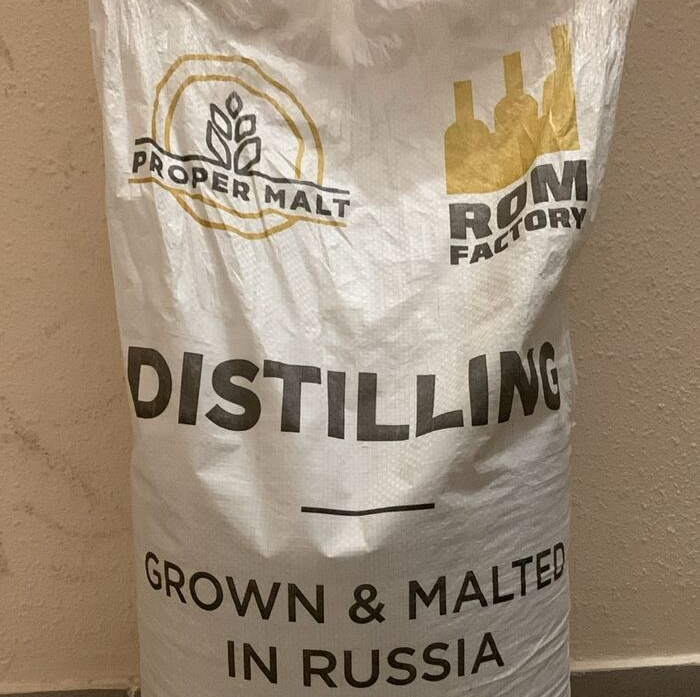 PROPER MALT
ROM
FACTORY
DISTILLING
GROWN & MALTED
IN RUSSIA